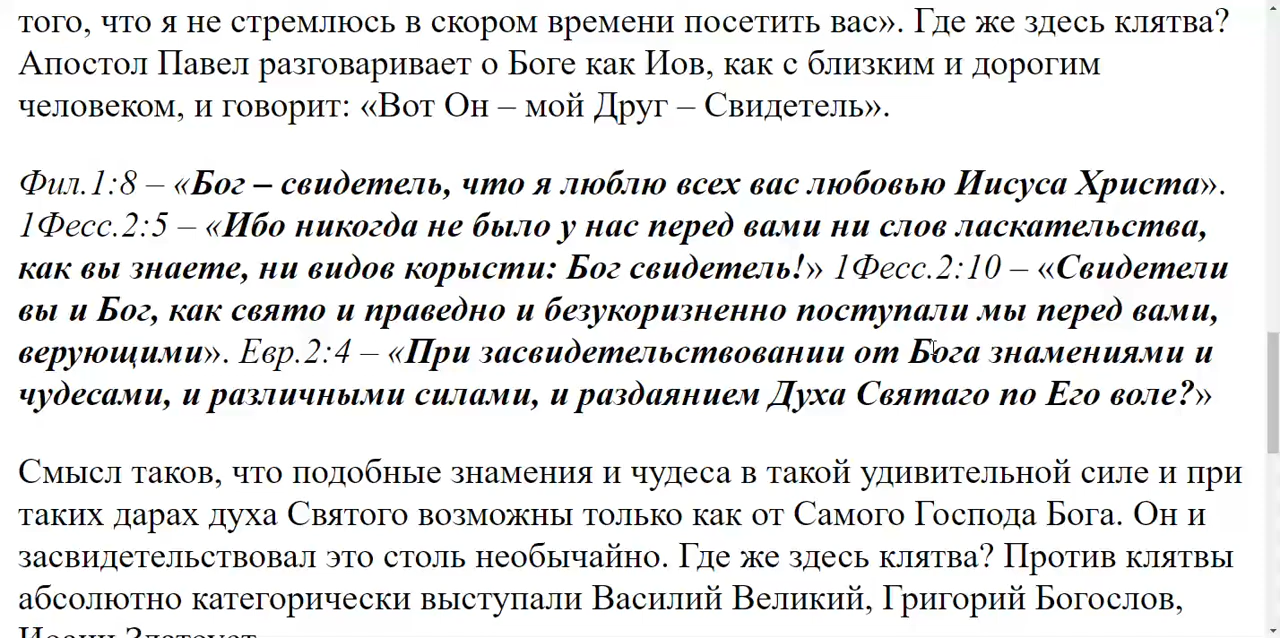 того, что я не стремлюсь в скором времени посетить вас». Где же здесь клятва?
Апостол Павел разговаривает о Боге как Иов, как с близким и дорогим
человеком, и говорит: «Вот Он – мой Друг – Свидетель».
Фил.1:8 – «Бог – свидетель, что я люблю всех вас любовью Иисуса Христа».
1Фесс.2:5 – «Ибо никогда не было у нас перед вами ни слов ласкательства,
как вы знаете, ни видов корысти: Бог свидетель!» 1Фесс.2:10 – «Свидетели
вы и Бог, как свято и праведно и безукоризненно поступали мы перед вами,
верующими». Евр.2:4 – «При засвидетельствовании от Бога знамениями и
чудесами, и различными силами, и раздаянием Духа Святаго по Его воле?»
Смысл таков, что подобные знамения и чудеса в такой удивительной силе и при
таких дарах духа Святого возможны только как от Самого Господа Бога. Он и
засвидетельствовал это столь необычайно. Где же здесь клятва? Против клятвы
абсолютно категорически выступали Василий Великий, Григорий Богослов,
Иоанн Златоуст